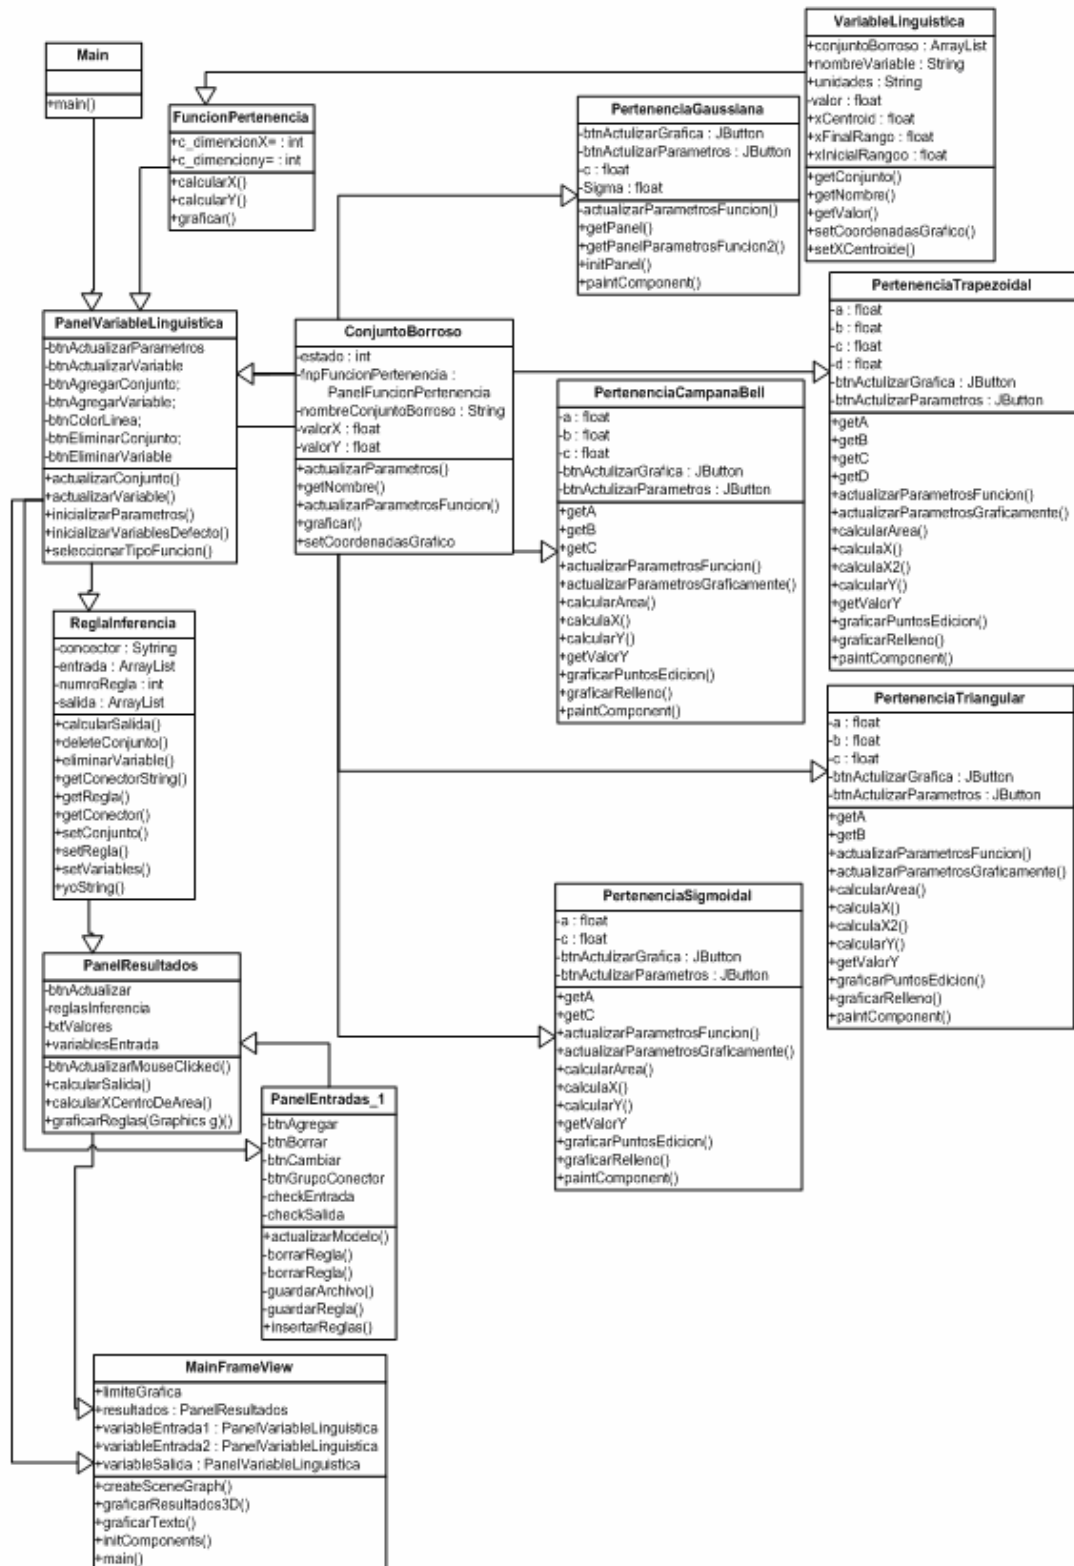 Main
+main()
FuncionPertenencia
+c_dimencionX= : int
+c_dimenciony= : int
+calcularX()
+calcularY()
+graficar()
VariableLinguistica
+conjuntoBorroso : ArrayList
+nombreVariable : String
+unidades : String
-valor : float
+xCentroid : float
+xFinalRango : float
+xInicialRangoo : float
+getConjunto()
+getNombre()
+getValor()
+setCoordenadasGrafico()
+setXCentroide()
PertenenciaGaussiana
-btnActulizarGrafica : JButton
-btnActulizarParametros : JButton
-c : float
-Sigma : float
-actualizarParametrosFuncion()
+getPanel()
+getPanelParametrosFuncion2()
+initPanel()
+paintComponent()
PanelVariableLinguistica
-btnActualizarParametros
-btnActualizarVariable
-btnAgregarConjunto;
-btnAgregarVariable;
-btnColorLinea;
-btnEliminarConjunto;
-btnEliminarVariable
+actualizarConjunto()
+actualizarVariable()
+inicializarParametros()
+inicializarVariablesDefecto()
+seleccionarTipoFuncion()
ConjuntoBorroso
-estado : int
-fnpFuncionPertenencia :
PanelFuncionPertenencia
-nombreConjuntoBorroso : String
-valorX : float
-valorY : float
+actualizarParametros()
+getNombre()
+actualizarParametrosFuncion()
+graficar()
+setCoordenadasGrafico
PertenenciaTrapezoidal
-a : float
-b : float
-c : float
-d : float
-btnActulizarGrafica : JButton
-btnActulizarParametros : JButton
+getA
+getB
+getC
+getD
+actualizarParametrosFuncion()
+actualizarParametrosGraficamente()
+calcularArea()
+calculaX()
+calculaX2()
+calcularY()
+getValorY
+graficarPuntosEdicion()
+graficarRelleno()
+paintComponent()
PertenenciaCampanaBell
-a : float
-b : float
-c : float
-btnActulizarGrafica : JButton
-btnActulizarParametros : JButton
+getA
+getB
+getC
+actualizarParametrosFuncion()
+actualizarParametrosGraficamente()
+calcularArea()
+calculaX()
+calcularY()
+getValorY
+graficarPuntosEdicion()
+graficarRelleno()
+paintComponent()
ReglaInferencia
-concector : Sytring
-entrada : ArrayList
-numroRegla : int
-salida : ArrayList
+calcularSalida()
+deleteConjunto()
+eliminarVariable()
+getConectorString()
+getRegla()
+getConector()
+setConjunto()
+setRegla()
+setVariables()
+yoString()
PertenenciaTriangular
-a : float
-b : float
-c : float
-btnActulizarGrafica : JButton
-btnActulizarParametros : JButton
+getA
+getB
+actualizarParametrosFuncion()
+actualizarParametrosGraficamente()
+calcularArea()
+calculaX()
+calculaX2()
+calcularY()
+getValorY
+graficarPuntosEdicion()
+graficarRelleno()
+paintComponent()
PertenenciaSigmoidal
-a : float
-c : float
-btnActulizarGrafica : JButton
-btnActulizarParametros : JButton
+getA
+getC
+actualizarParametrosFuncion()
+actualizarParametrosGraficamente()
+calcularArea()
+calculaX()
+calcularY()
+getValorY
+graficarPuntosEdicion()
+graficarRelleno()
+paintComponent()
PanelResultados
-btnActualizar
-reglasInferencia
-txtValores
+variablesEntrada
-btnActualizarMouseClicked()
+calcularSalida()
+calcularXCentroDeArea()
+graficarReglas(Graphics g)()
PanelEntradas_1
-btnAgregar
-btnBorrar
-btnCambiar
-btnGrupoConector
-checkEntrada
-checkSalida
+actualizarModelo()
-borrarRegla()
-borrarRegla()
-guardarArchivo()
-guardarRegla()
+insertarReglas()
MainFrameView
+limiteGrafica
+resultados : PanelResultados
+variableEntrada1 : PanelVariableLinguistica
+variableEntrada2 : PanelVariableLinguistica
+variableSalida : PanelVariableLinguistica
+createSceneGraph()
+graficarResultados3D()
+graficarTexto()
+initComponents()
+main()